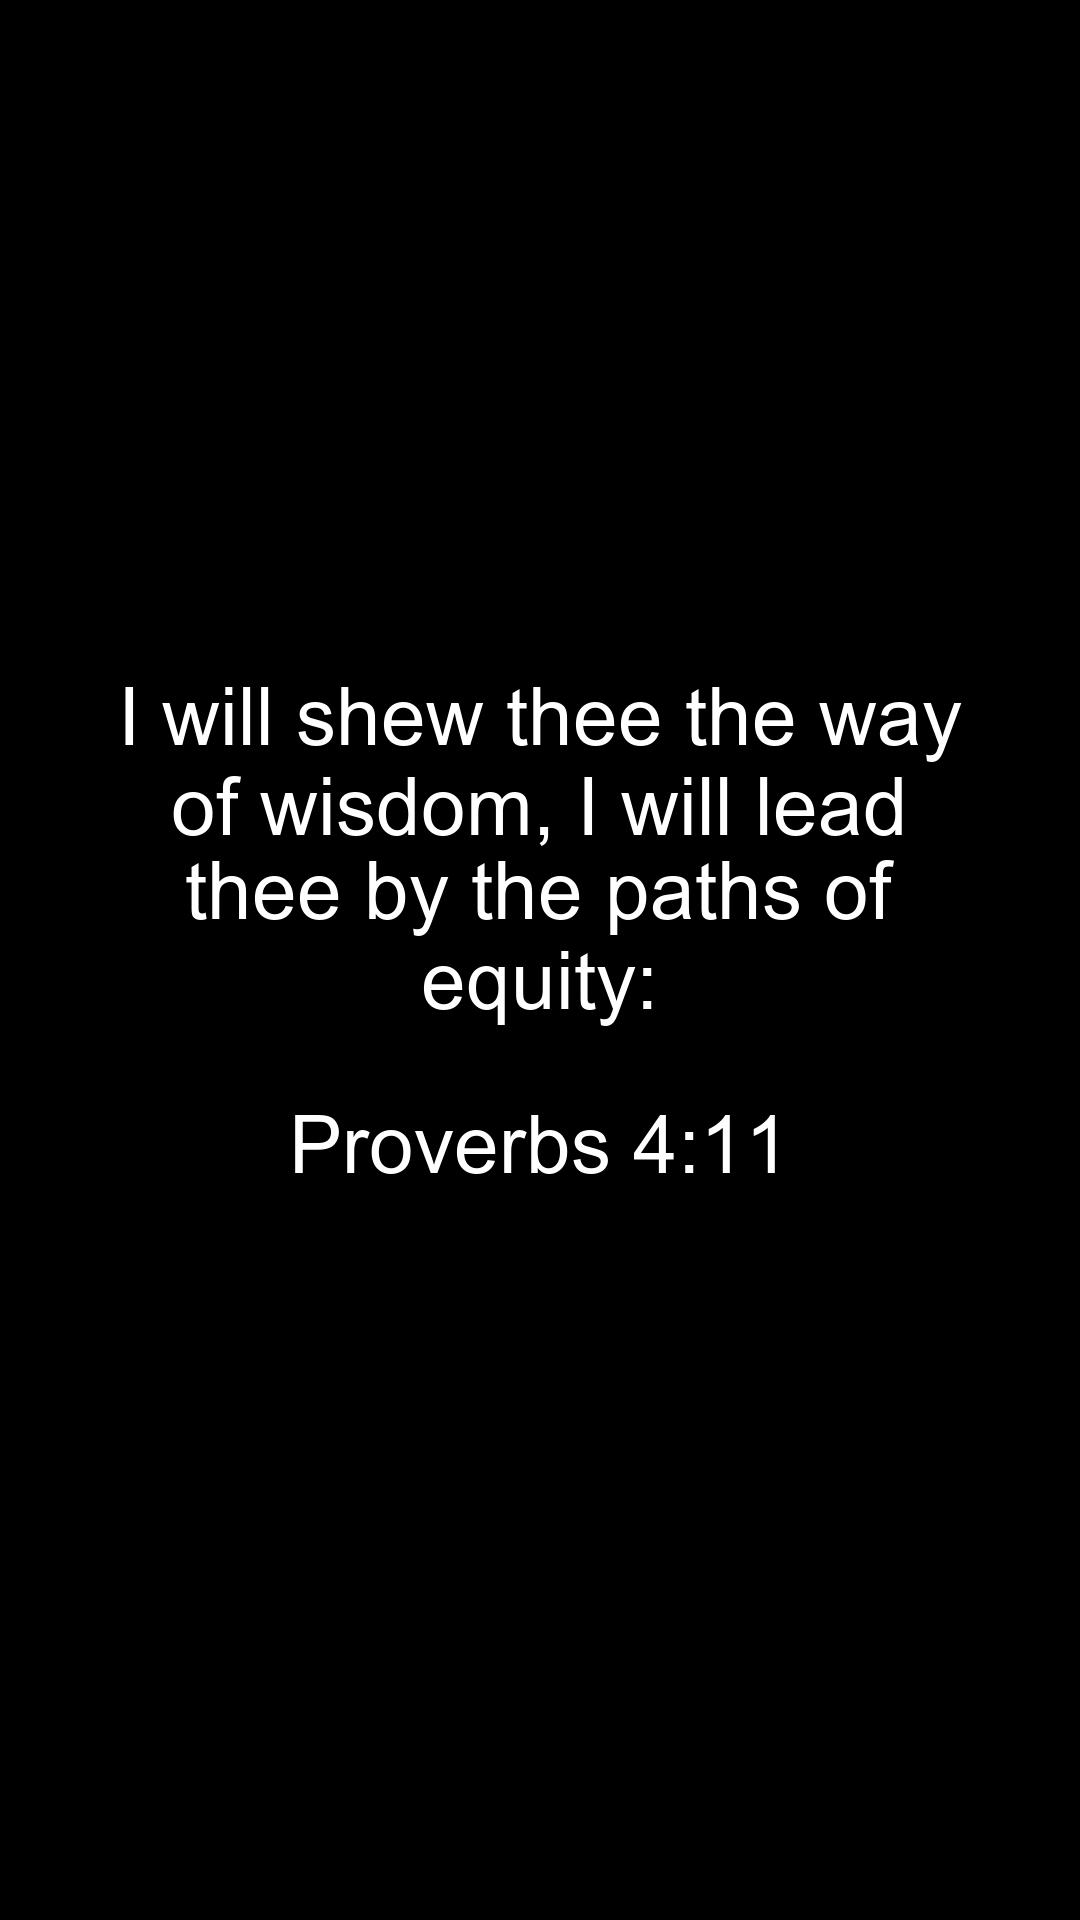 I will shew thee the way
of wisdom, I will lead
thee by the paths of
equity:
Proverbs 4:11